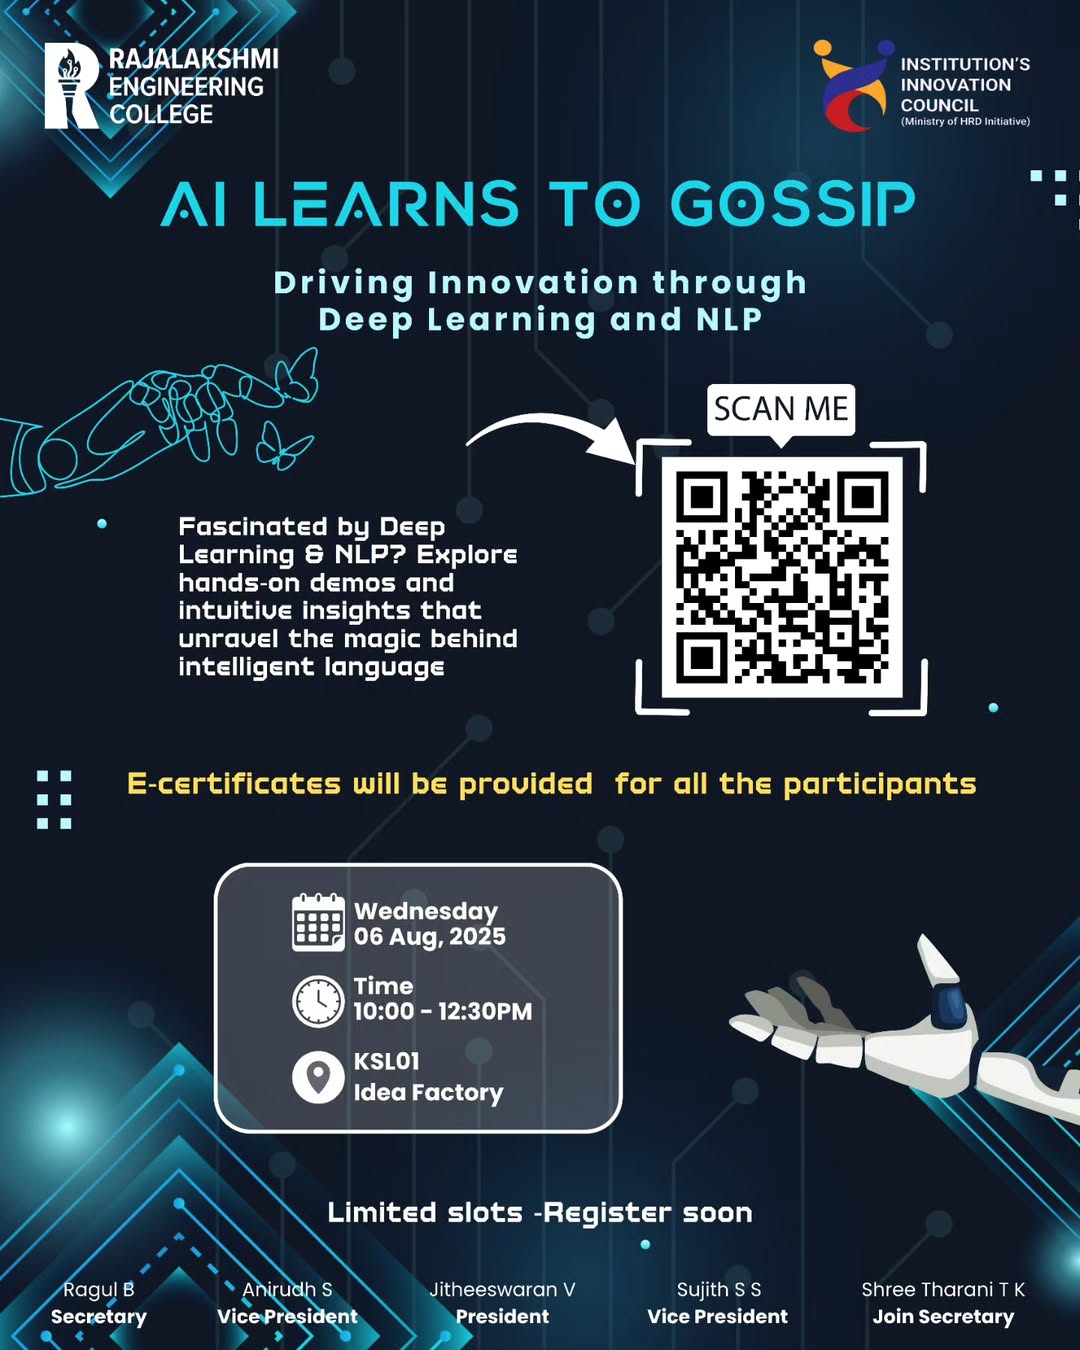 RAJALAKSHMI
ENGINEERING
COLLEGE
INSTITUTION'S
INNOVATION
COUNCIL
(Ministry of HRD Initiative)
AI LEARNS TO GOSSIP
Driving Innovation through
Deep Learning and NLP
SCAN ME
Fascinated by Deep
Learning & NLP? Explore
hands-on demos and
intuitive insights that
unravel the magic behind
intelligent language
E-certificates will be provided for all the participants
Wednesday
06 Aug, 2025
Time
10:00 - 12:30PM
KSL01
Idea Factory
Limited slots -Register soon
Ragul B
Secretary
Anirudh S
Vice President
Jitheeswaran V
President
Sujith S S
Vice President
Shree Tharani T K
Join Secretary